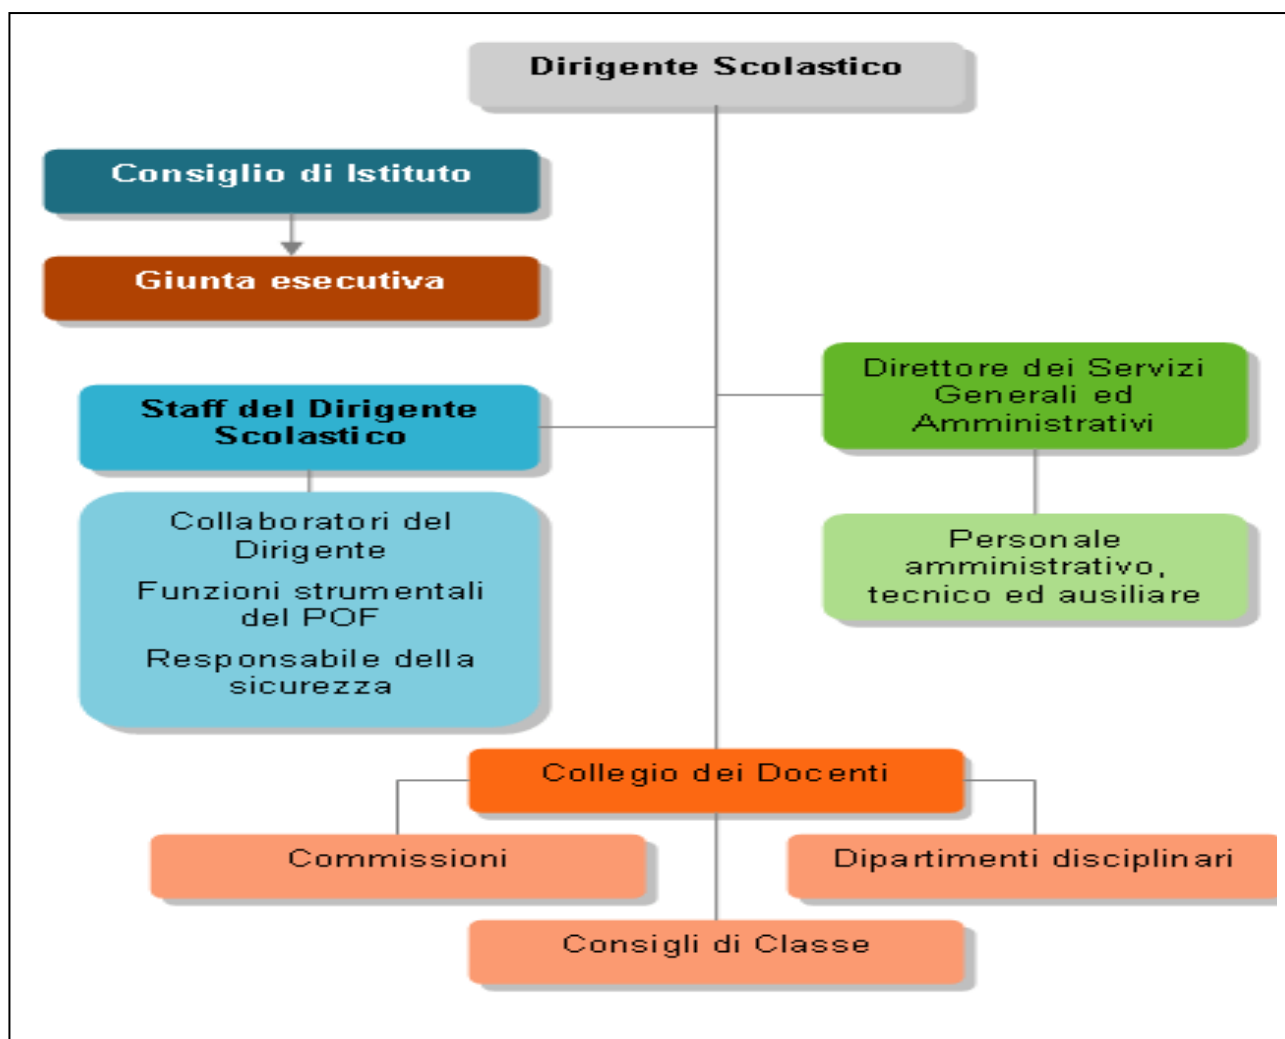 Dirigente Scolastico
Consiglio di Istituto
Giunta esecutiva
Direttore dei Servizi
Generali ed
Amministrativi
Staff del Dirigente
Scolastico
Collaboratori del
Dirigente
Funzioni strumentali
del POF
Responsabile della
sicurezza
Personale
amministrativo,
tecnico ed ausiliare
Collegio dei Docenti
Commissioni
Dipartimenti disciplinari
Consigli di Classe